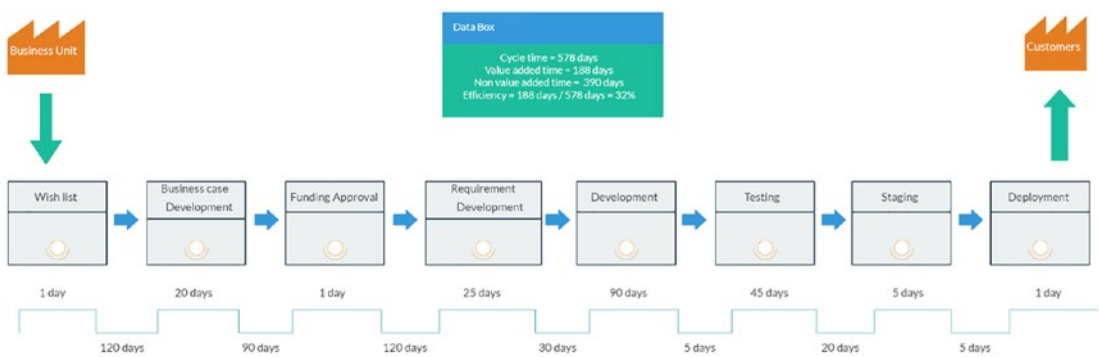 Business Unit
Data Box
Cycle time = 578 days
Value added time = 188 days
Non value added time = 390 days
Efficiency = 188 days / 578 days = 32%
Customers
Wish list
Business case
Development
Funding Approval
Requirement
Development
Development
Testing
Staging
Deployment
1 day
20 days
1 day
25 days
90 days
45 days
5 days
1 day
120 days
90 days
120 days
30 days
5 days
20 days
5 days